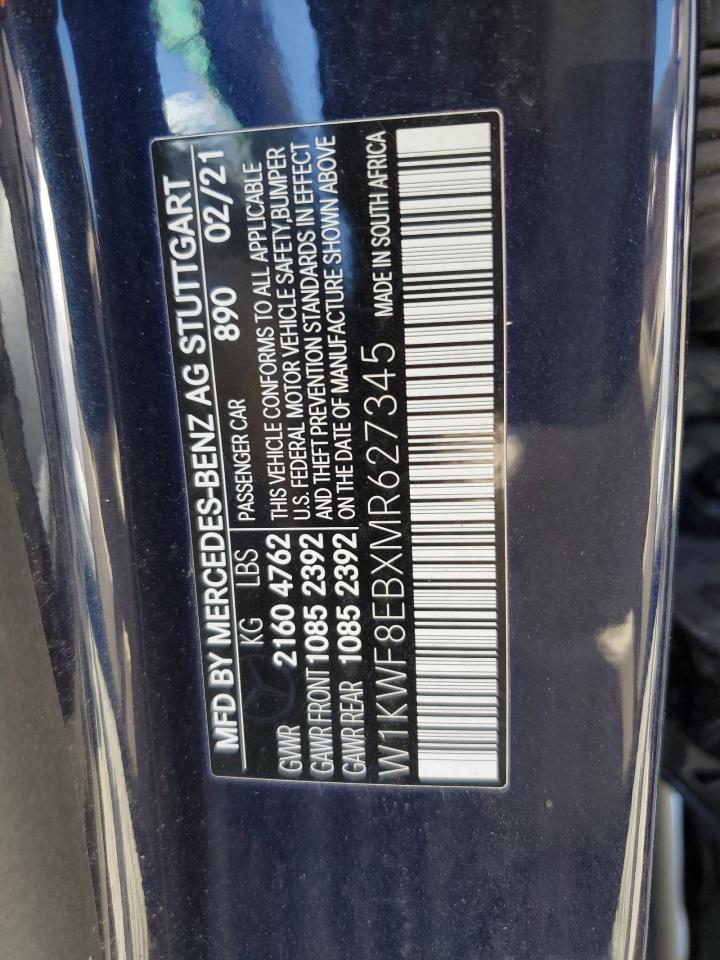 MFD BY MERCEDES-BENZ AG STUTTGART
KG LBS 890 02/21
PASSENGER CAR
GVWR 2160 4762 THIS VEHICLE CONFORMS TO ALL APPLICABLE
U.S. FEDERAL MOTOR VEHICLE SAFETY,BUMPER
GAWR FRONT 1085 2392 AND THEFT PREVENTION STANDARDS IN EFFECT
GAWR REAR 1085 2392 ON THE DATE OF MANUFACTURE SHOWN ABOVE
W1KWF8EBXMR627345 MADE IN SOUTH AFRICA